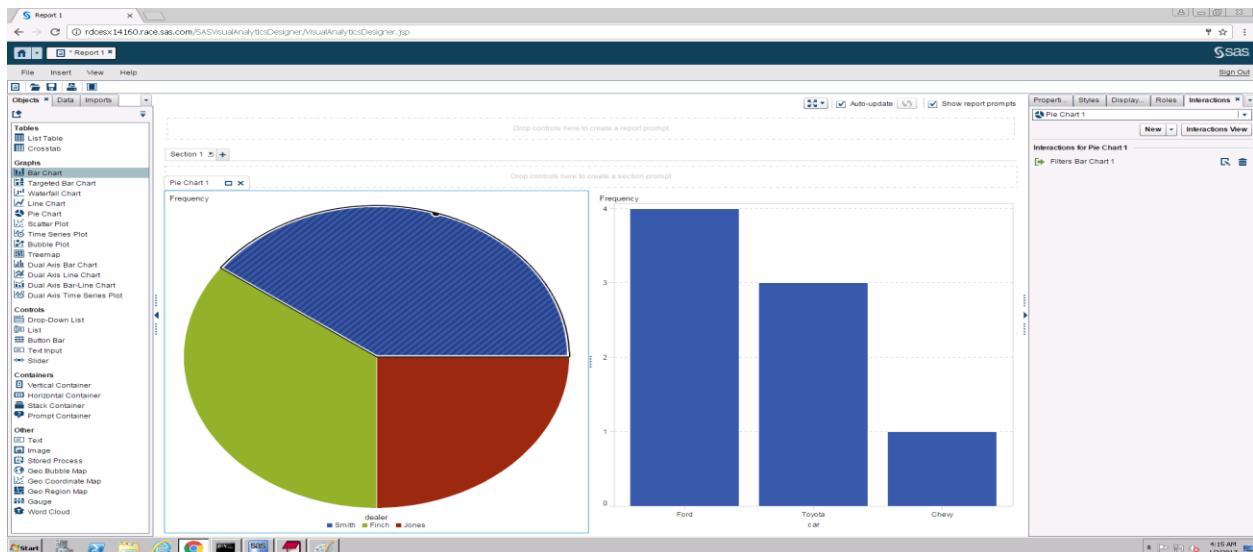 Report 1
rdcesx14160.race.sas.com/SASVisualAnalyticsDesigner/VisualAnalyticsDesigner.jsp
* Report 1
sas
File Insert View Help
Sign Out
Objects Data Imports
Auto-update Show report prompts
Properti... Styles Display... Roles Interactions
Pie Chart 1
New Interactions View
Interactions for Pie Chart 1
Filters Bar Chart 1
Tables
List Table
Crosstab
Graphs
Bar Chart
Targeted Bar Chart
Waterfall Chart
Line Chart
Pie Chart
Scatter Plot
Time Series Plot
Bubble Plot
Treemap
Dual Axis Bar Chart
Dual Axis Line Chart
Dual Axis Bar-Line Chart
Dual Axis Time Series Plot
Controls
Drop-Down List
List
Button Bar
Text Input
Slider
Containers
Vertical Container
Horizontal Container
Stack Container
Prompt Container
Other
Text
Image
Stored Process
Geo Bubble Map
Geo Coordinate Map
Geo Region Map
Gauge
Word Cloud
Drop controls here to create a report prompt
Section 1
Drop controls here to create a section prompt
Pie Chart 1
Frequency
dealer
Smith Finch Jones
Frequency
4
3
2
1
0
Ford Toyota Chevy
car
Start
sas
4:15 AM